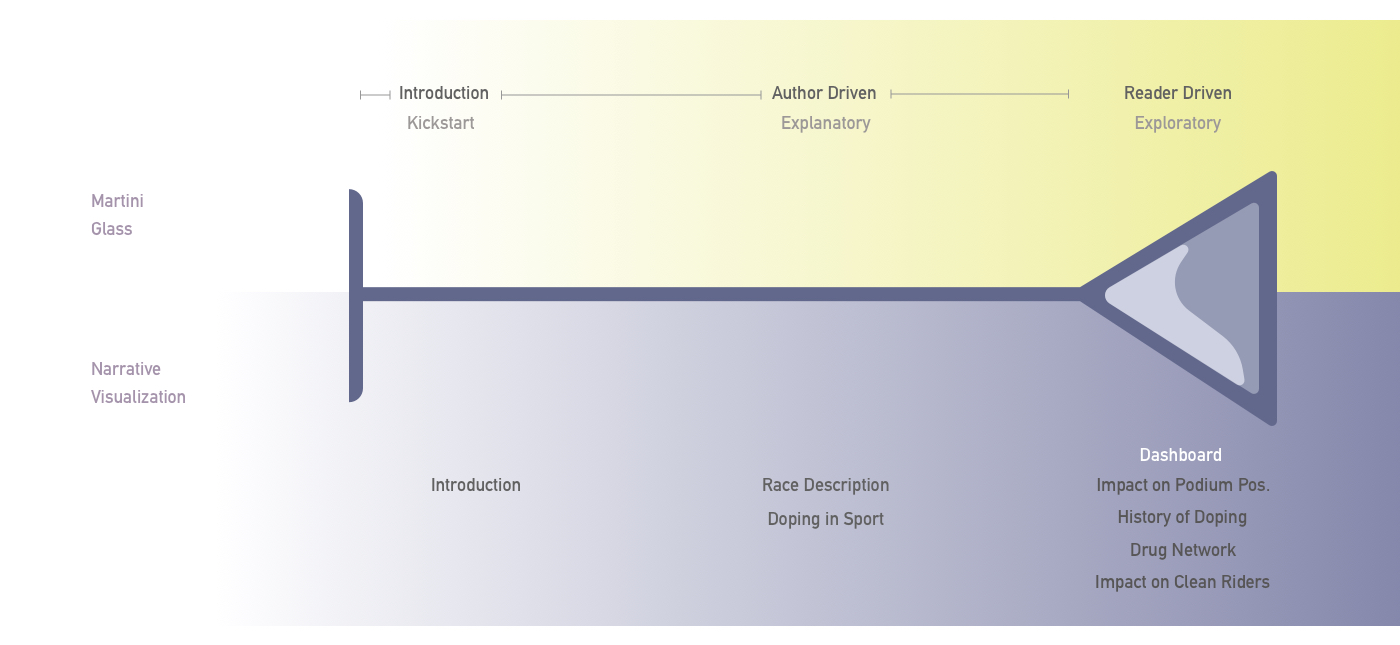 Introduction
Author Driven
Reader Driven
Kickstart
Explanatory
Exploratory
Martini
Glass
Narrative
Visualization
Dashboard
Introduction
Race Description
Impact on Podium Pos.
Doping in Sport
History of Doping
Drug Network
Impact on Clean Riders